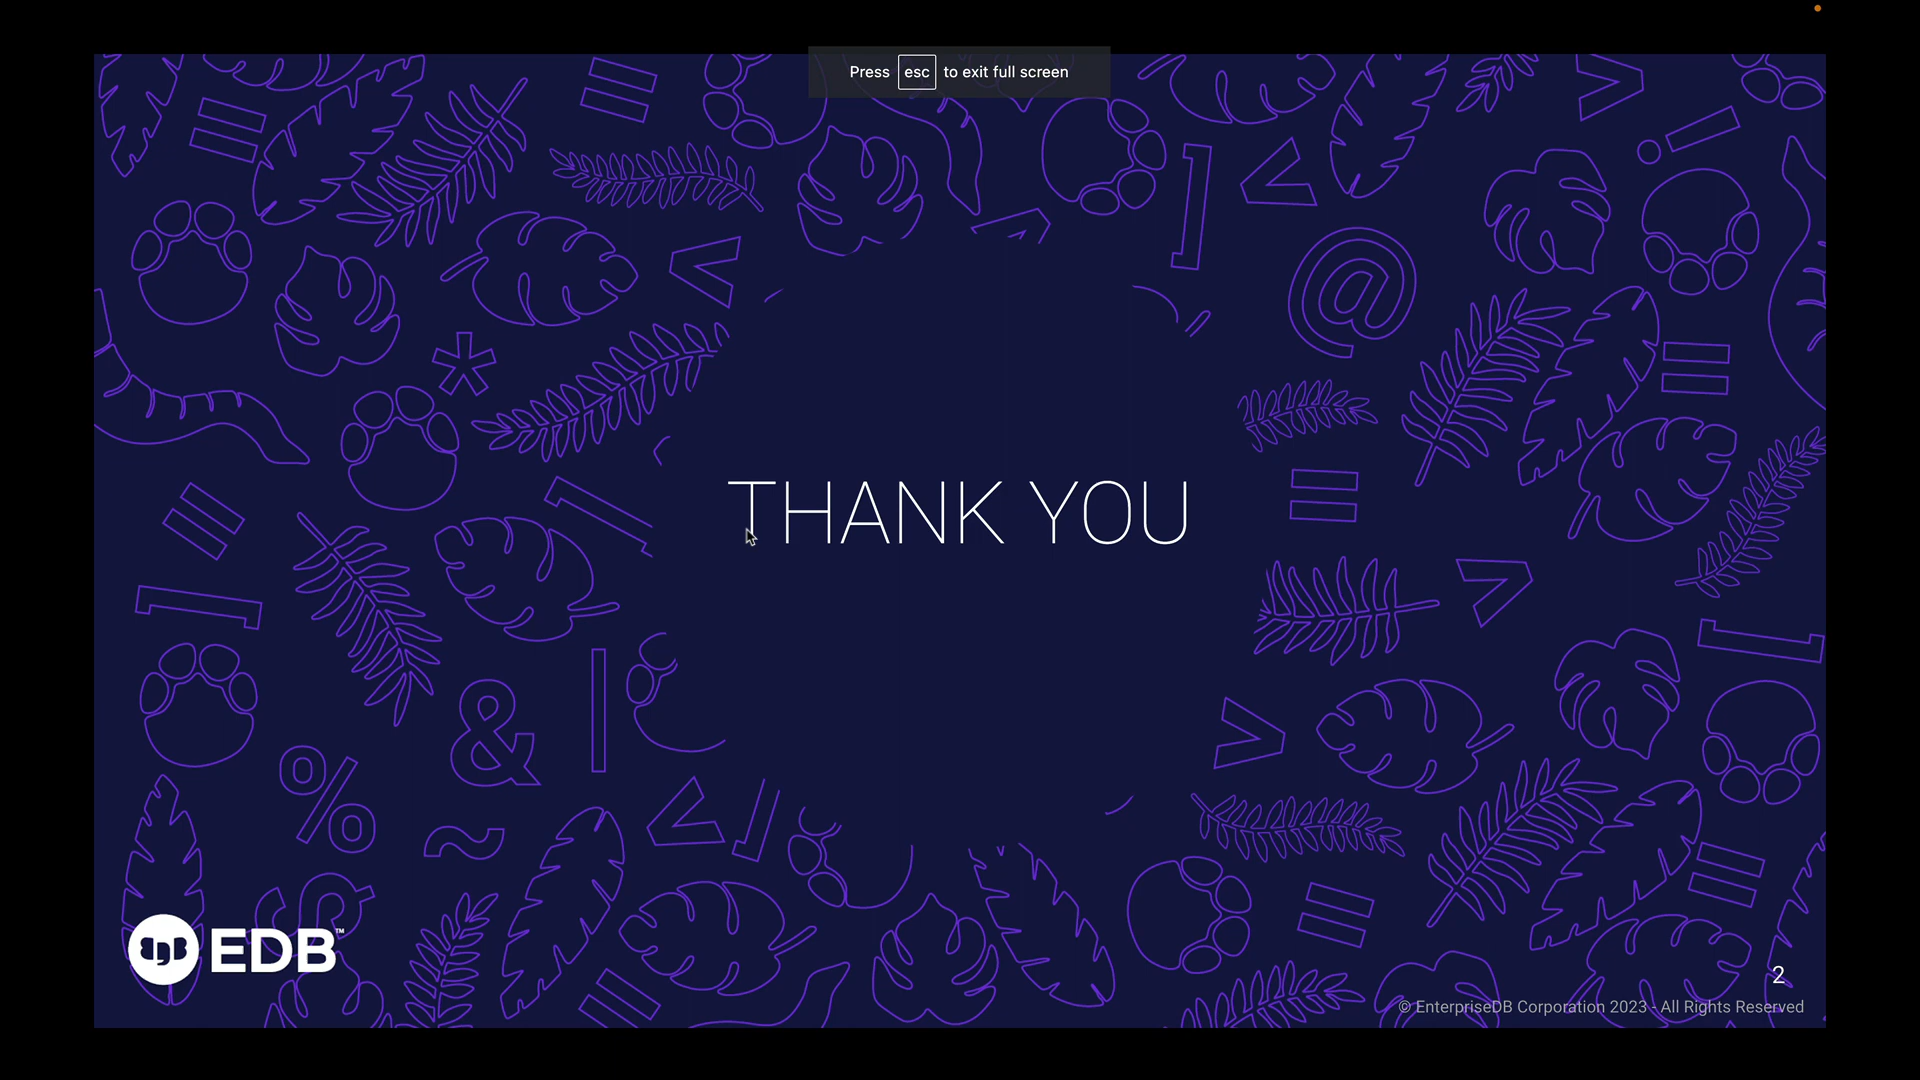 Press esc to exit full screen
THANK YOU
EDB™
2
© EnterpriseDB Corporation 2023 - All Rights Reserved